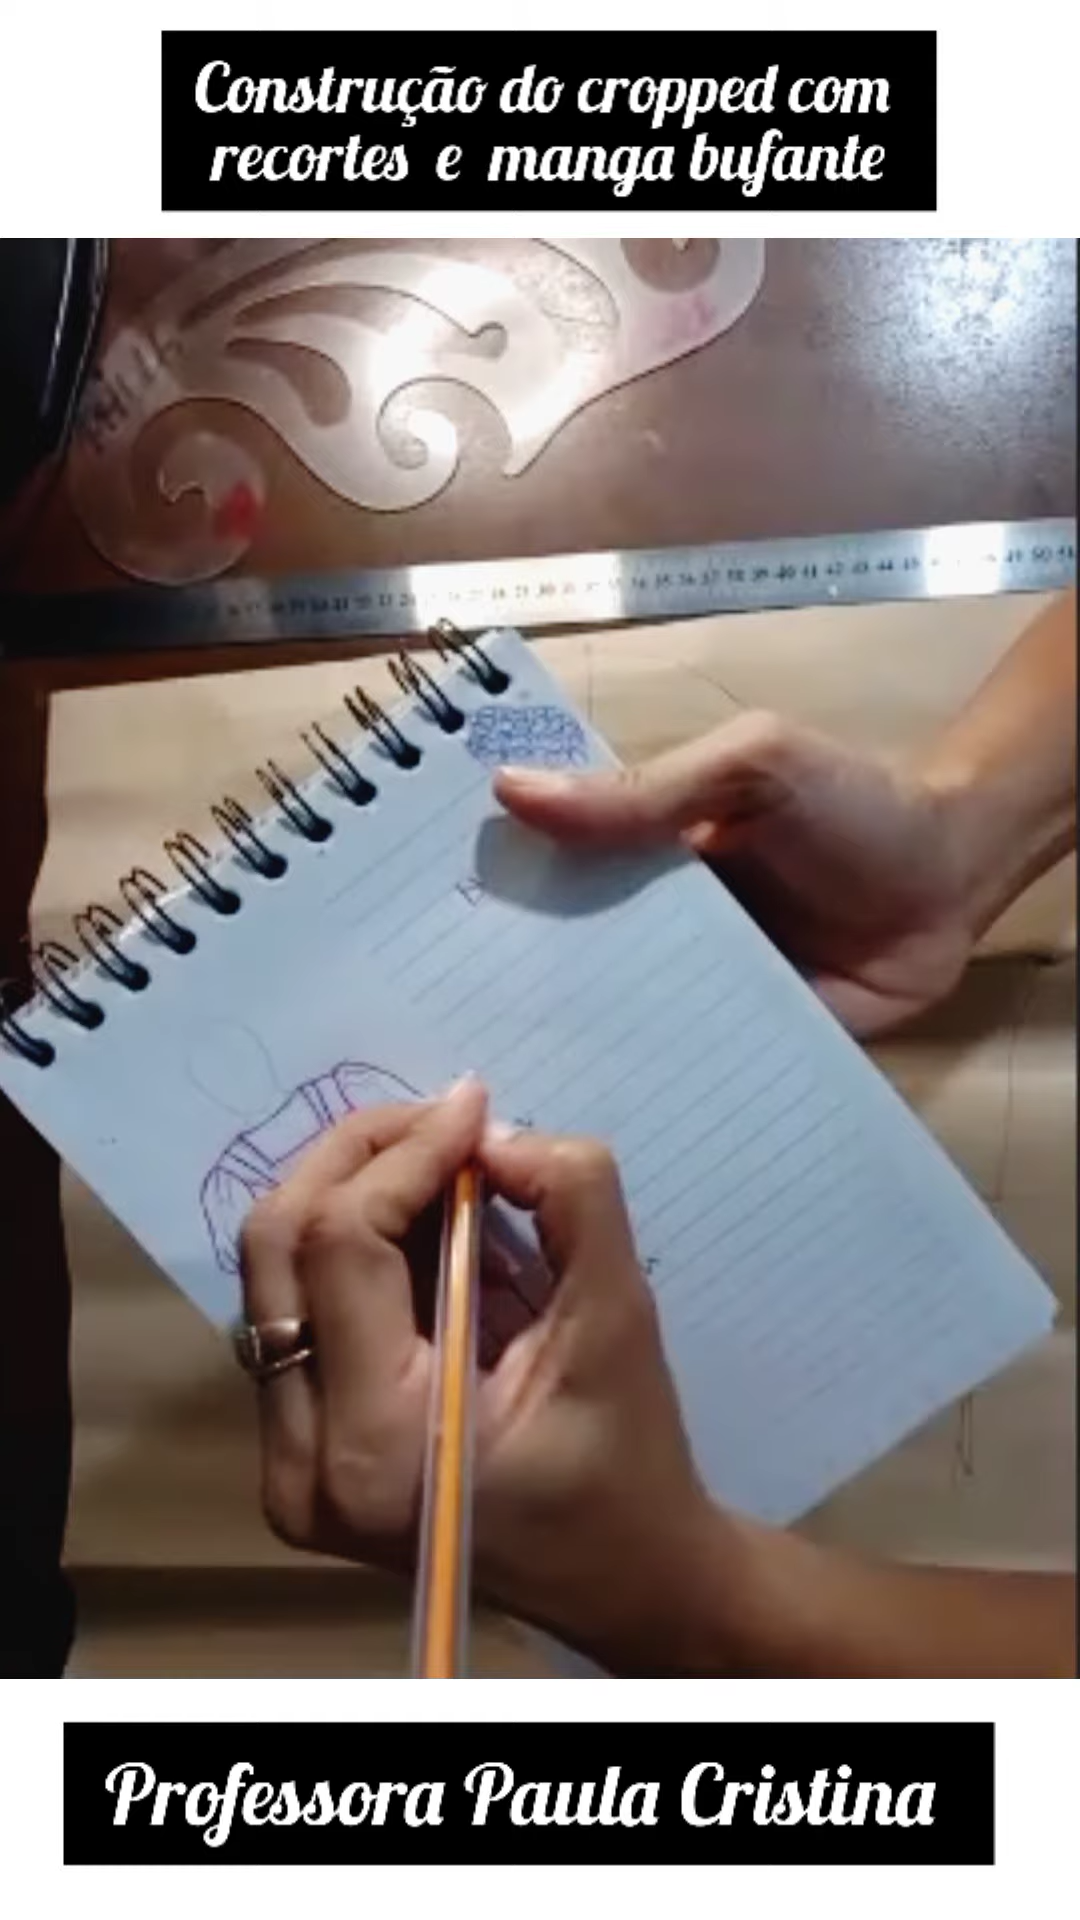 Construção do cropped com
recortes e manga bufante
Professora Paula Cristina